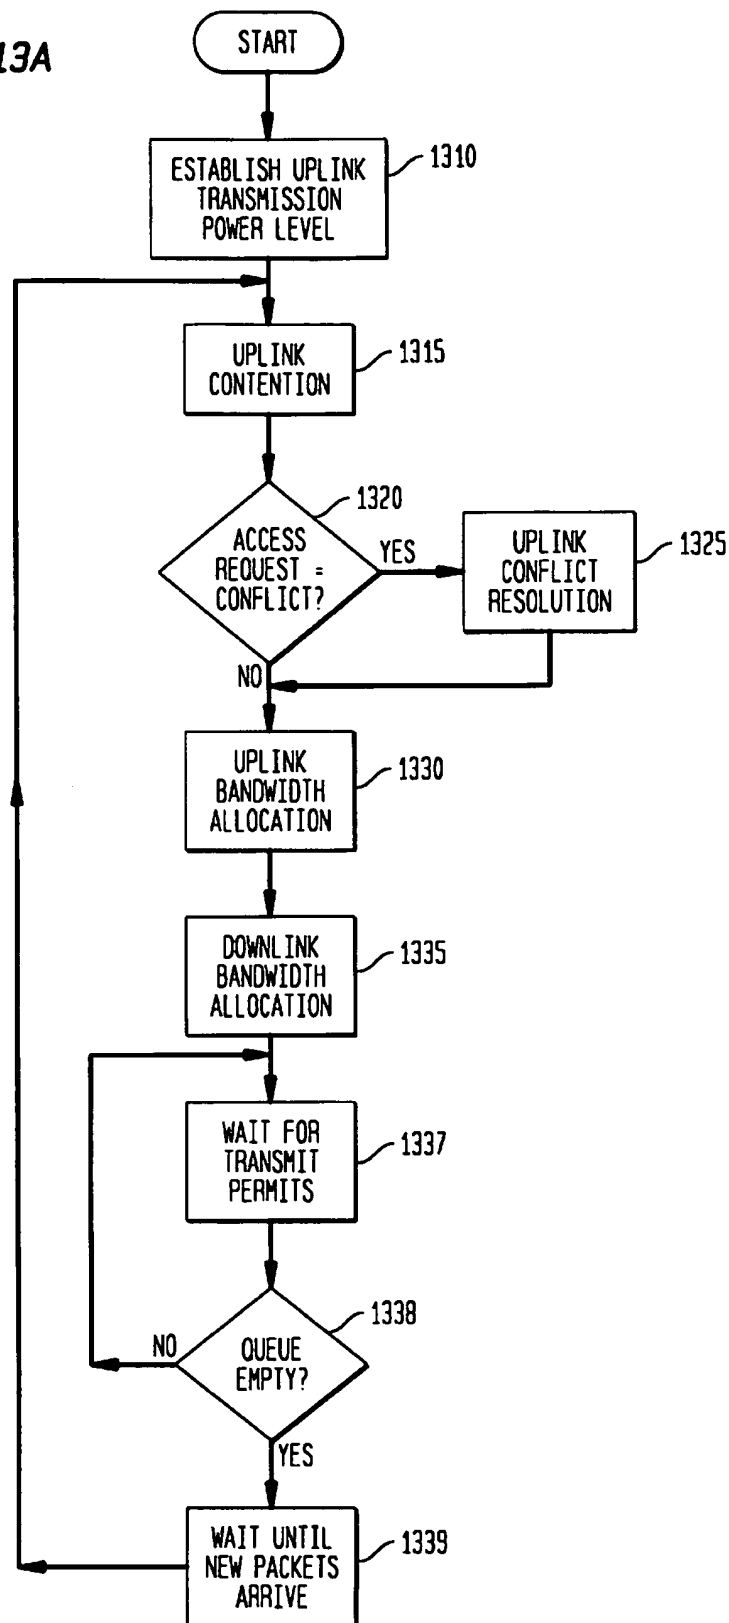 13A
START
ESTABLISH UPLINK
TRANSMISSION
POWER LEVEL
1310
UPLINK
CONTENTION
1315
ACCESS
REQUEST =
CONFLICT?
1320
YES
UPLINK
CONFLICT
RESOLUTION
1325
NO
UPLINK
BANDWIDTH
ALLOCATION
1330
DOWNLINK
BANDWIDTH
ALLOCATION
1335
WAIT FOR
TRANSMIT
PERMITS
1337
QUEUE
EMPTY?
1338
NO
YES
WAIT UNTIL
NEW PACKETS
ARRIVE
1339